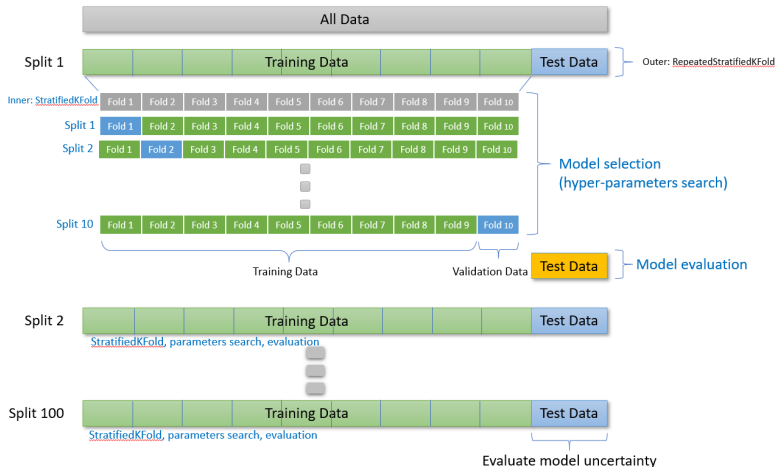 All Data
Split 1
Training Data
Test Data
Outer: RepeatedStratifiedKFold
Inner: StratifiedKFold
Fold 1 Fold 2 Fold 3 Fold 4 Fold 5 Fold 6 Fold 7 Fold 8 Fold 9 Fold 10
Split 1
Fold 1 Fold 2 Fold 3 Fold 4 Fold 5 Fold 6 Fold 7 Fold 8 Fold 9 Fold 10
Split 2
Fold 1 Fold 2 Fold 3 Fold 4 Fold 5 Fold 6 Fold 7 Fold 8 Fold 9 Fold 10
Model selection
(hyper-parameters search)
Split 10
Fold 1 Fold 2 Fold 3 Fold 4 Fold 5 Fold 6 Fold 7 Fold 8 Fold 9 Fold 10
Training Data
Validation Data
Test Data
Model evaluation
Split 2
Training Data
Test Data
StratifiedKFold, parameters search, evaluation
Split 100
Training Data
Test Data
StratifiedKFold, parameters search, evaluation
Evaluate model uncertainty